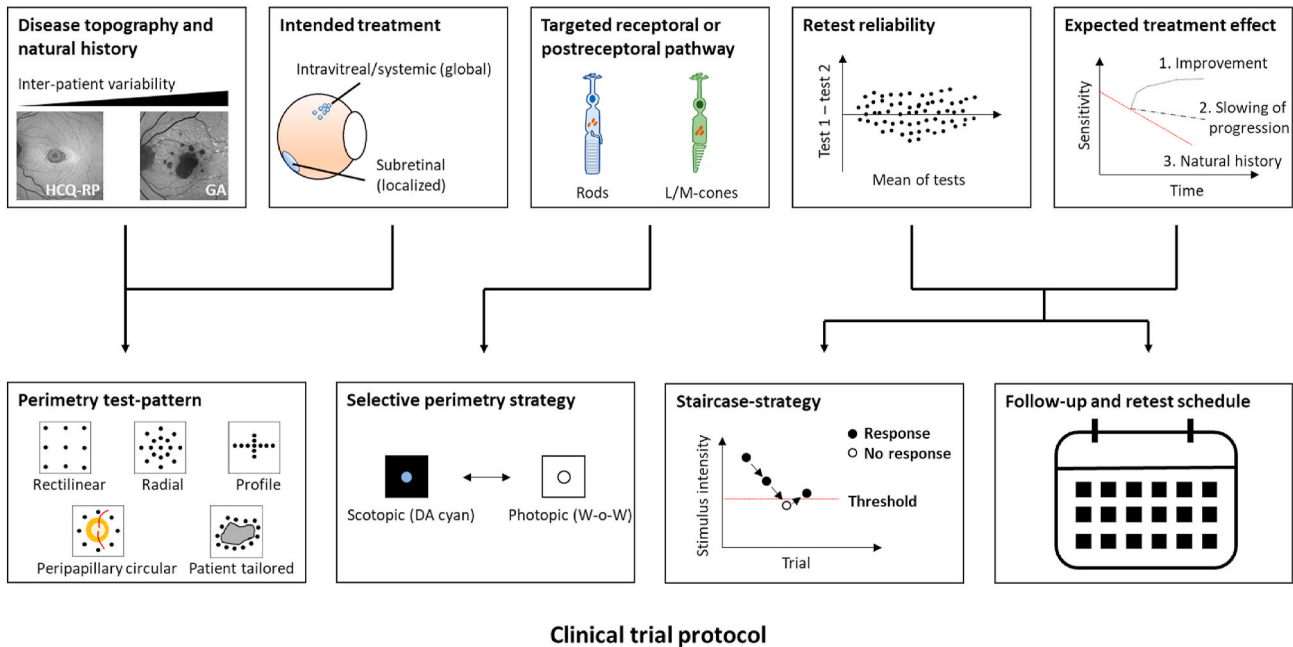 Disease topography and
natural history
Inter-patient variability
HCQ-RP
GA
Intended treatment
Intravitreal/systemic (global)
Subretinal
(localized)
Targeted receptoral or
postreceptoral pathway
Rods
L/M-cones
Retest reliability
Test 1 – test 2
Mean of tests
Expected treatment effect
Sensitivity
1. Improvement
2. Slowing of
progression
3. Natural history
Time
Perimetry test-pattern
Rectilinear
Radial
Profile
Peripapillary circular
Patient tailored
Selective perimetry strategy
Scotopic (DA cyan)
Photopic (W-o-W)
Staircase-strategy
Stimulus intensity
Response
No response
Threshold
Trial
Follow-up and retest schedule
Clinical trial protocol